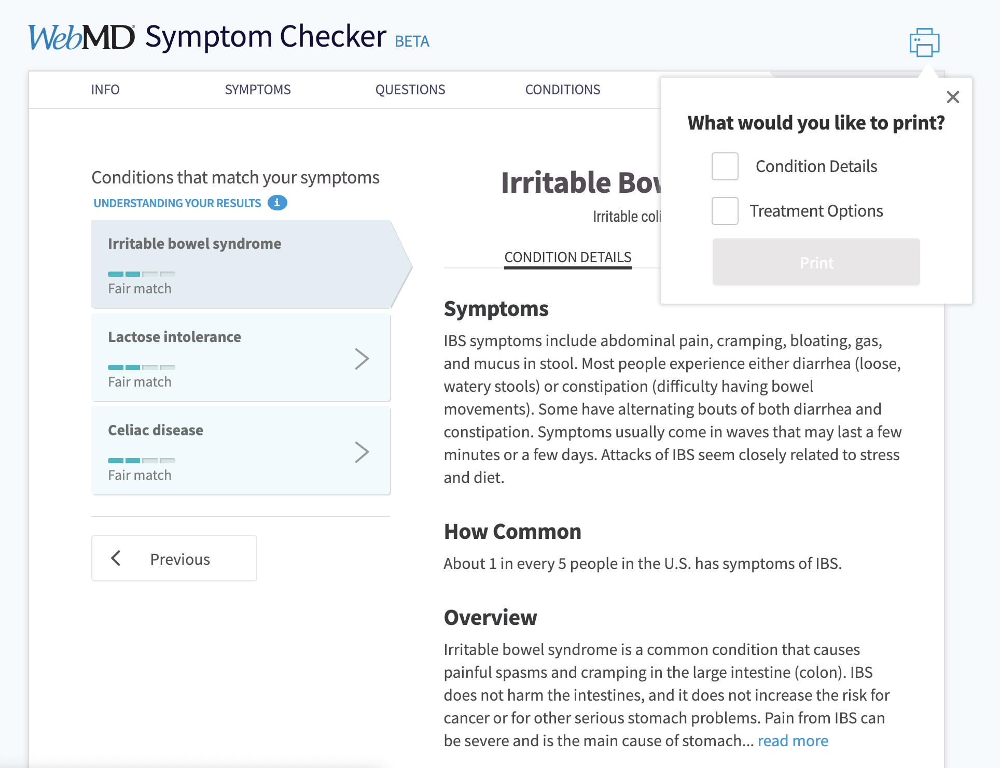 WebMD® Symptom Checker BETA
INFO
SYMPTOMS
QUESTIONS
CONDITIONS
What would you like to print?
Condition Details
Treatment Options
Print
Conditions that match your symptoms
UNDERSTANDING YOUR RESULTS i
Irritable bowel syndrome
Fair match
Lactose intolerance
Fair match
Celiac disease
Fair match
Previous
Irritable Bow
Irritable coli
CONDITION DETAILS
Symptoms
IBS symptoms include abdominal pain, cramping, bloating, gas,
and mucus in stool. Most people experience either diarrhea (loose,
watery stools) or constipation (difficulty having bowel
movements). Some have alternating bouts of both diarrhea and
constipation. Symptoms usually come in waves that may last a few
minutes or a few days. Attacks of IBS seem closely related to stress
and diet.
How Common
About 1 in every 5 people in the U.S. has symptoms of IBS.
Overview
Irritable bowel syndrome is a common condition that causes
painful spasms and cramping in the large intestine (colon). IBS
does not harm the intestines, and it does not increase the risk for
cancer or for other serious stomach problems. Pain from IBS can
be severe and is the main cause of stomach... read more